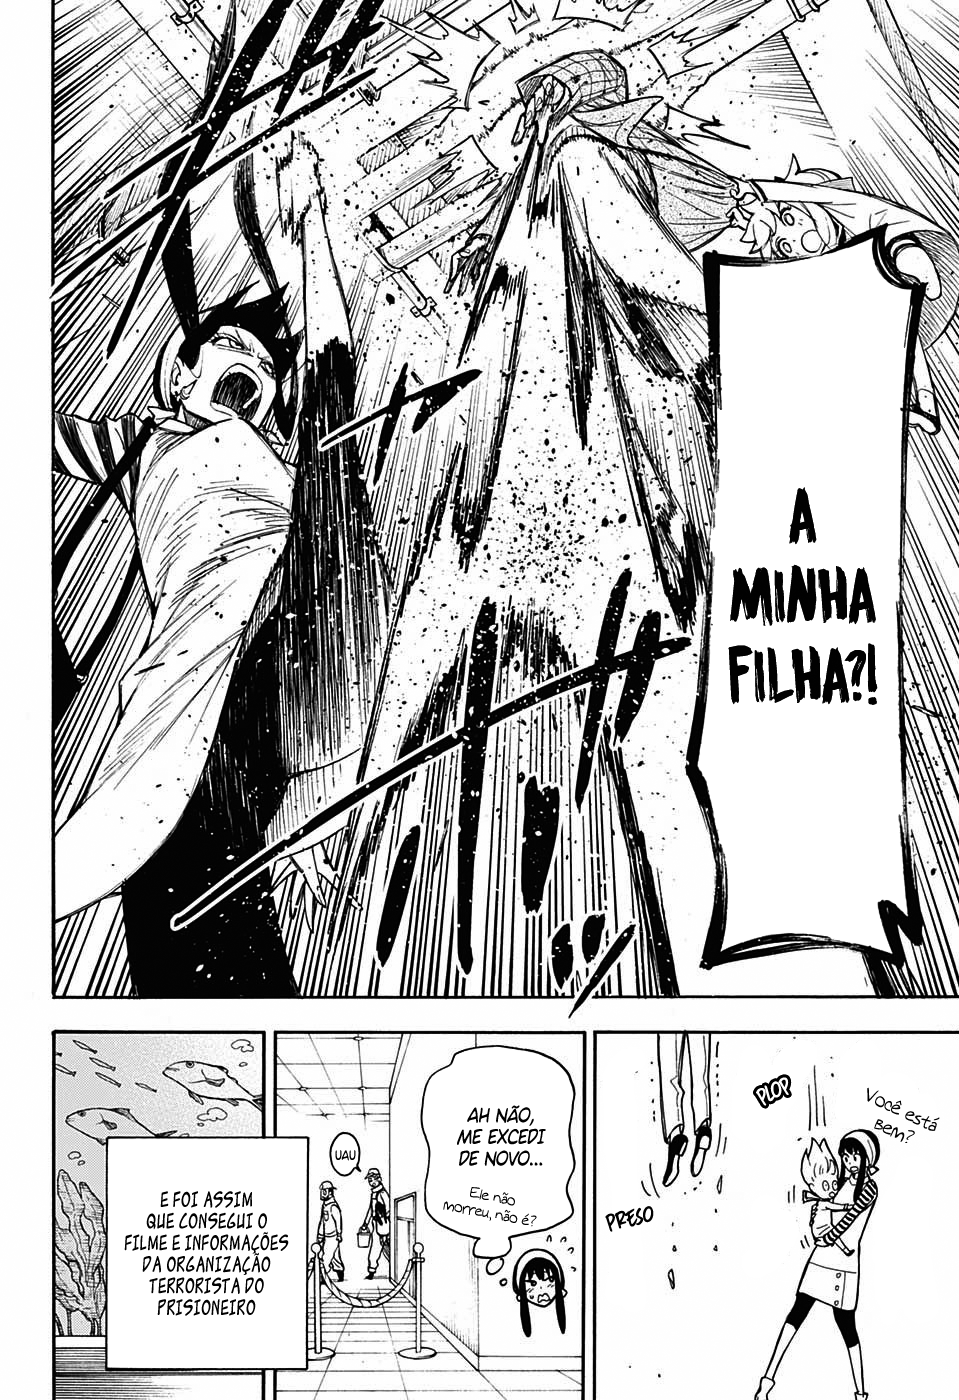 A
MINHA
FILHA?!
PLOP
Você está
bem?
PRESO
AH NÃO,
ME EXCEDI
DE NOVO...
Ele não
morreu, não é?
UAU
E FOI ASSIM
QUE CONSEGUI O
FILME E INFORMAÇÕES
DA ORGANIZAÇÃO
TERRORISTA DO
PRISIONEIRO